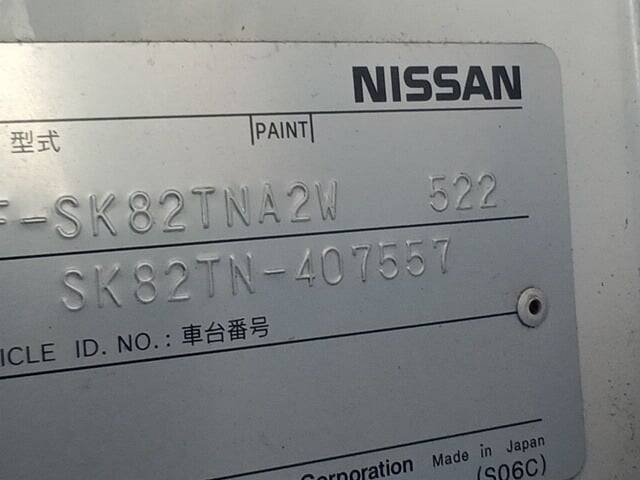 NISSAN
型式 PAINT
F-SK82TNA2W 522
SK82TN-407557
ICLE ID. NO.: 車台番号
Corporation Made in Japan
(S06C)